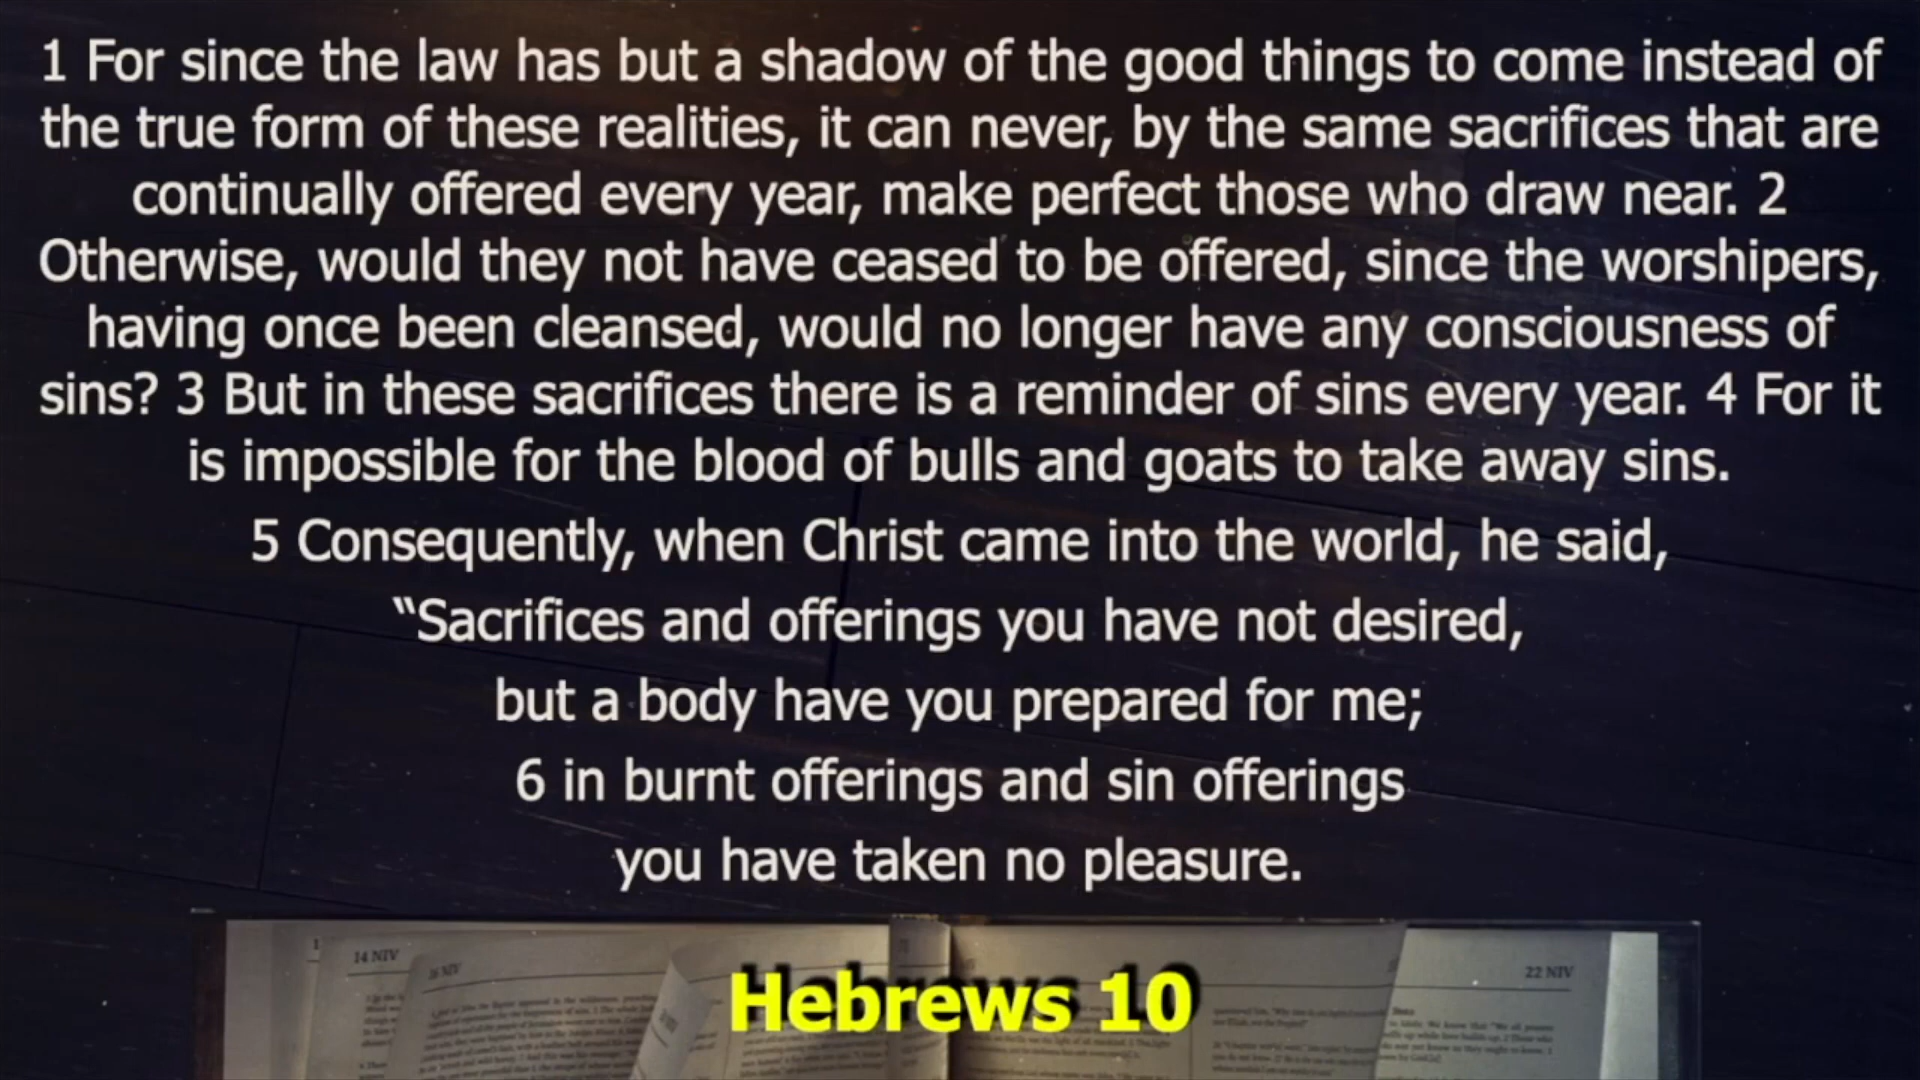 1 For since the law has but a shadow of the good things to come instead of
the true form of these realities, it can never, by the same sacrifices that are
continually offered every year, make perfect those who draw near. 2
Otherwise, would they not have ceased to be offered, since the worshipers,
having once been cleansed, would no longer have any consciousness of
sins? 3 But in these sacrifices there is a reminder of sins every year. 4 For it
is impossible for the blood of bulls and goats to take away sins.
5 Consequently, when Christ came into the world, he said,
“Sacrifices and offerings you have not desired,
but a body have you prepared for me;
6 in burnt offerings and sin offerings
you have taken no pleasure.
14 NIV
16 NIV
22 NIV
Hebrews 10